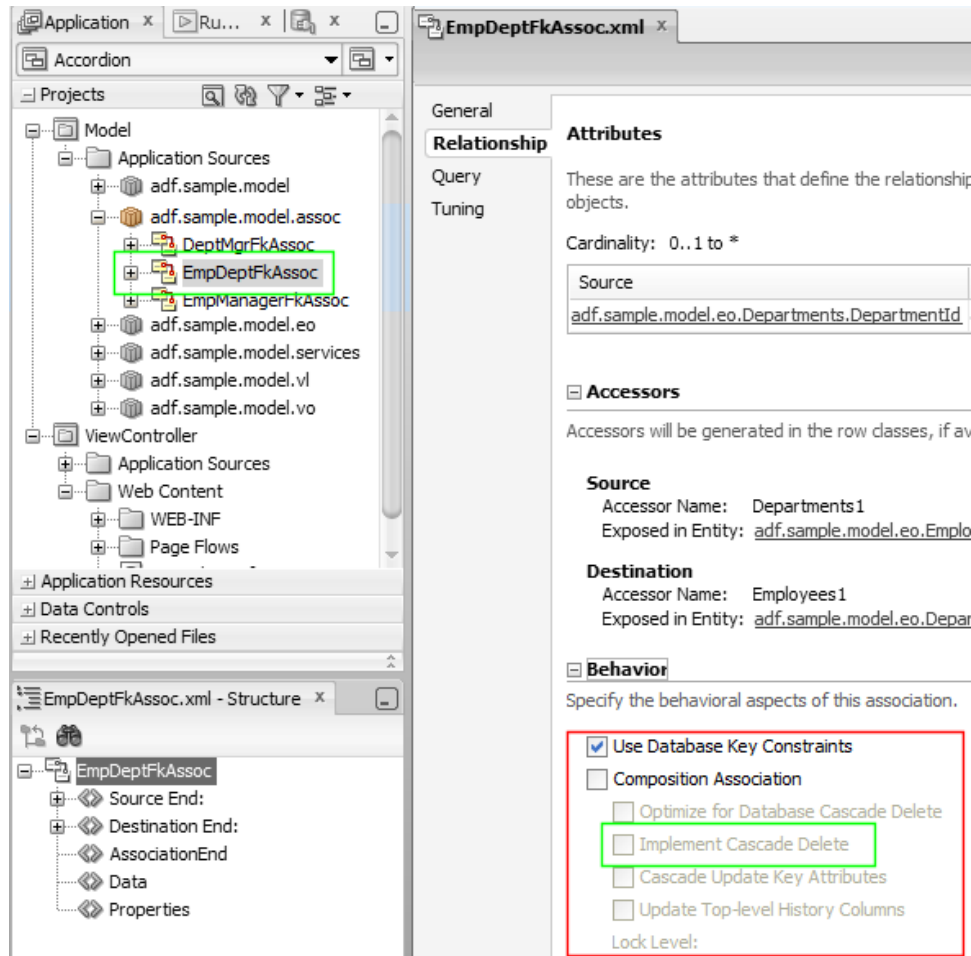 Application x Ru... x x
Accordion
Projects
Model
Application Sources
adf.sample.model
adf.sample.model.assoc
DeptMgrFkAssoc
EmpDeptFkAssoc
EmpManagerFkAssoc
adf.sample.model.eo
adf.sample.model.services
adf.sample.model.vl
adf.sample.model.vo
ViewController
Application Sources
Web Content
WEB-INF
Page Flows
Application Resources
Data Controls
Recently Opened Files
EmpDeptFkAssoc.xml - Structure x
EmpDeptFkAssoc
Source End:
Destination End:
AssociationEnd
Data
Properties
EmpDeptFkAssoc.xml x
General
Relationship
Query
Tuning
Attributes
These are the attributes that define the relationship
objects.
Cardinality: 0..1 to *
Source
adf.sample.model.eo.Departments.DepartmentId
Accessors
Accessors will be generated in the row classes, if av
Source
Accessor Name: Departments1
Exposed in Entity: adf.sample.model.eo.Emplo
Destination
Accessor Name: Employees1
Exposed in Entity: adf.sample.model.eo.Depar
Behavior
Specify the behavioral aspects of this association.
Use Database Key Constraints
Composition Association
Optimize for Database Cascade Delete
Implement Cascade Delete
Cascade Update Key Attributes
Update Top-level History Columns
Lock Level: